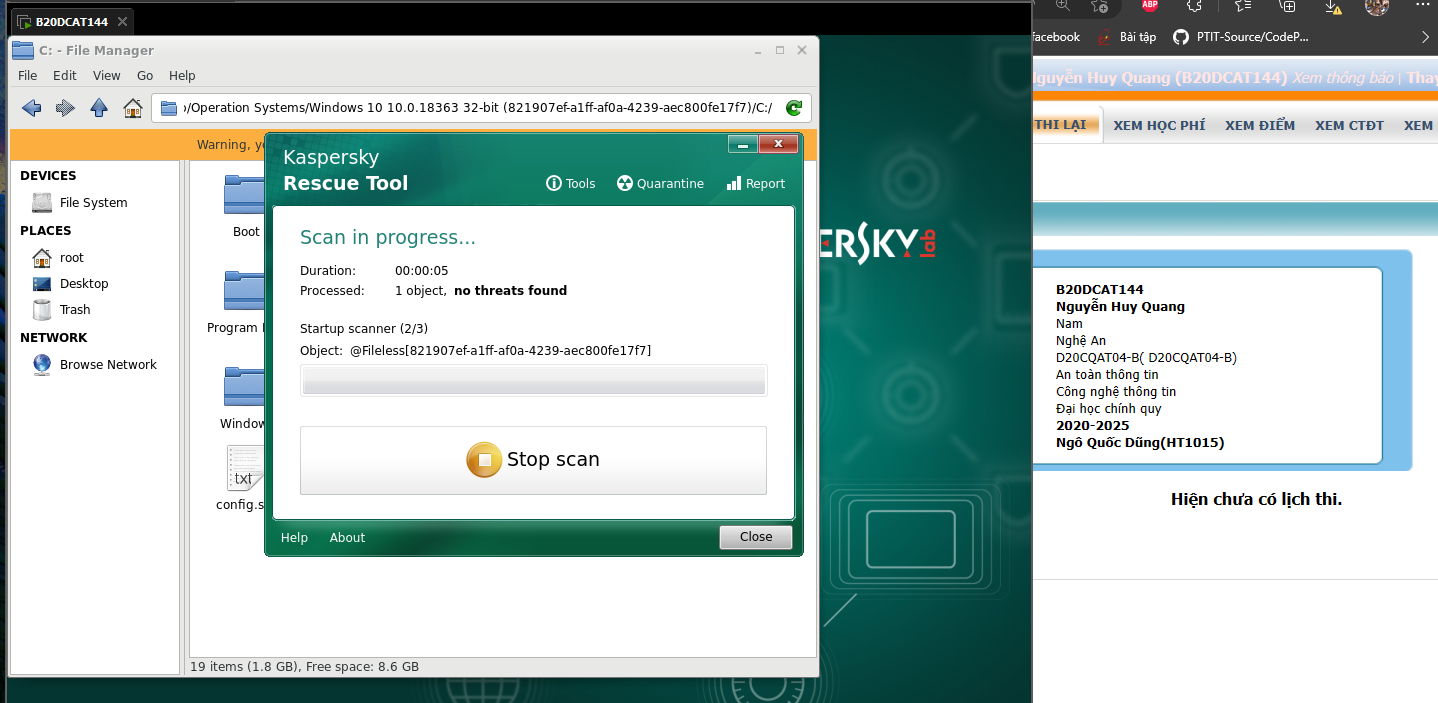 B20DCAT144
C: - File Manager
File Edit View Go Help
/Operation Systems/Windows 10 10.0.18363 32-bit (821907ef-a1ff-af0a-4239-aec800fe17f7)/C:/
Warning, y
DEVICES
File System
PLACES
root
Desktop
Trash
NETWORK
Browse Network
Boot
Program
Window
txt
config.s
19 items (1.8 GB), Free space: 8.6 GB
Kaspersky
Rescue Tool
Tools Quarantine Report
Scan in progress...
Duration: 00:00:05
Processed: 1 object, no threats found
Startup scanner (2/3)
Object: @Fileless[821907ef-a1ff-af0a-4239-aec800fe17f7]
Stop scan
Help About Close
ERSKY lab
ABP
facebook Bài tập PTIT-Source/CodeP...
guyễn Huy Quang (B20DCAT144) Xem thông báo | Thay
THI LẠI XEM HỌC PHÍ XEM ĐIỂM XEM CTĐT XEM
B20DCAT144
Nguyễn Huy Quang
Nam
Nghệ An
D20CQAT04-B( D20CQAT04-B)
An toàn thông tin
Công nghệ thông tin
Đại học chính quy
2020-2025
Ngô Quốc Dũng(HT1015)
Hiện chưa có lịch thi.